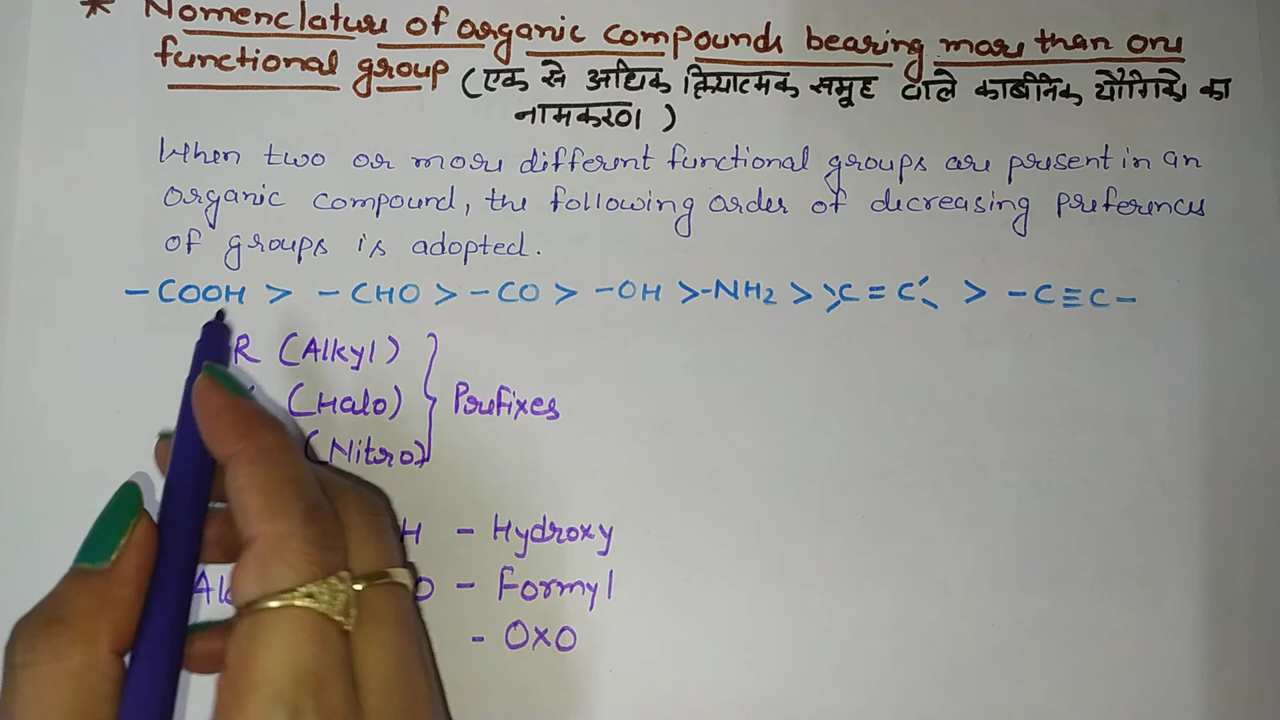 * Nomenclature of organic compounds bearing more than one
functional group (एक से अधिक क्रियात्मक समूह वाले कार्बनिक यौगिकों का
नामकरण )
When two or more different functional groups are present in an
organic compound, the following order of decreasing preference
of groups is adopted.
-COOH > -CHO > -CO > -OH > -NH₂ > >C=C< > -C≡C-
R (Alkyl)
(Halo) } Prefixes
(Nitro)
H - Hydroxy
O - Formyl
- Oxo